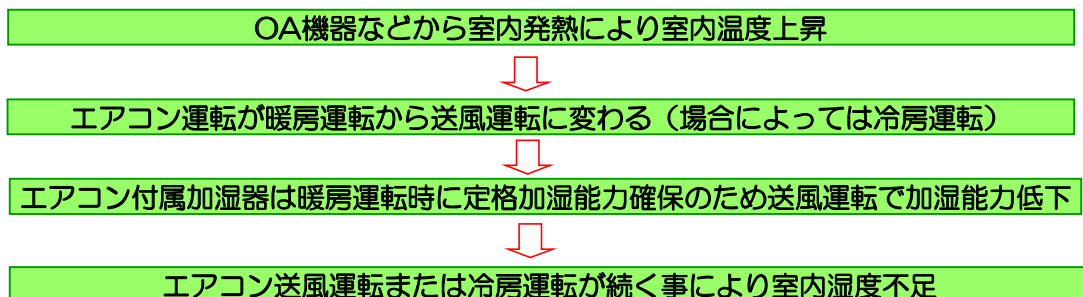 OA機器などから室内発熱により室内温度上昇
エアコン運転が暖房運転から送風運転に変わる（場合によっては冷房運転）
エアコン付属加湿器は暖房運転時に定格加湿能力確保のため送風運転で加湿能力低下
エアコン送風運転または冷房運転が続く事により室内湿度不足